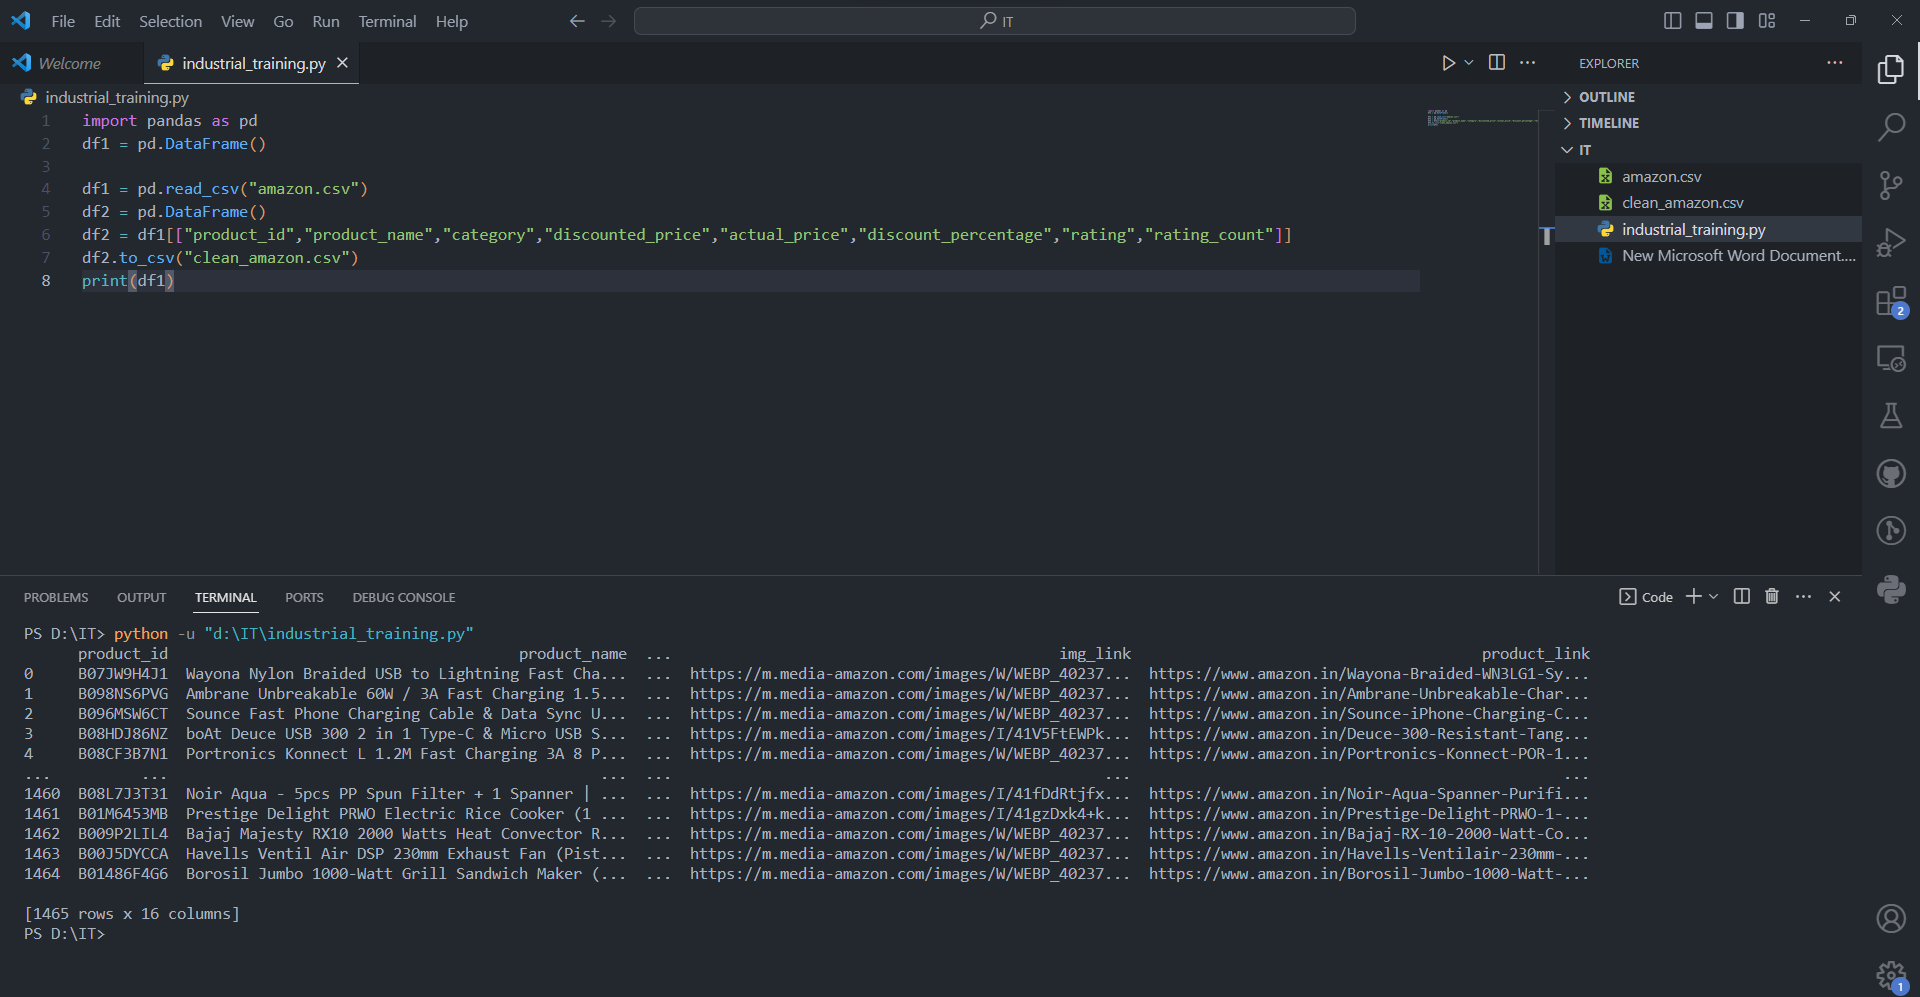 File Edit Selection View Go Run Terminal Help
IT
Welcome
industrial_training.py
industrial_training.py
1 import pandas as pd
2 df1 = pd.DataFrame()
3
4 df1 = pd.read_csv("amazon.csv")
5 df2 = pd.DataFrame()
6 df2 = df1[["product_id","product_name","category","discounted_price","actual_price","discount_percentage","rating","rating_count"]]
7 df2.to_csv("clean_amazon.csv")
8 print(df1)
EXPLORER
OUTLINE
TIMELINE
IT
amazon.csv
clean_amazon.csv
industrial_training.py
New Microsoft Word Document....
2
PROBLEMS OUTPUT TERMINAL PORTS DEBUG CONSOLE
Code
PS D:\IT> python -u "d:\IT\industrial_training.py"
product_id product_name ... img_link product_link
0 B07JW9H4J1 Wayona Nylon Braided USB to Lightning Fast Cha... ... https://m.media-amazon.com/images/W/WEBP_40237... https://www.amazon.in/Wayona-Braided-WN3LG1-Sy...
1 B098NS6PVG Ambrane Unbreakable 60W / 3A Fast Charging 1.5... ... https://m.media-amazon.com/images/W/WEBP_40237... https://www.amazon.in/Ambrane-Unbreakable-Char...
2 B096MSW6CT Sounce Fast Phone Charging Cable & Data Sync U... ... https://m.media-amazon.com/images/W/WEBP_40237... https://www.amazon.in/Sounce-iPhone-Charging-C...
3 B08HDJ86NZ boAt Deuce USB 300 2 in 1 Type-C & Micro USB S... ... https://m.media-amazon.com/images/I/41V5FtEWPk... https://www.amazon.in/Deuce-300-Resistant-Tang...
4 B08CF3B7N1 Portronics Konnect L 1.2M Fast Charging 3A 8 P... ... https://m.media-amazon.com/images/W/WEBP_40237... https://www.amazon.in/Portronics-Konnect-POR-1...
... ... ... ... ... ...
1460 B08L7J3T31 Noir Aqua - 5pcs PP Spun Filter + 1 Spanner | ... ... https://m.media-amazon.com/images/I/41fDdRtjfx... https://www.amazon.in/Noir-Aqua-Spanner-Purifi...
1461 B01M6453MB Prestige Delight PRWO Electric Rice Cooker (1 ... ... https://m.media-amazon.com/images/I/41gzDxk4+k... https://www.amazon.in/Prestige-Delight-PRWO-1-...
1462 B009P2LIL4 Bajaj Majesty RX10 2000 Watts Heat Convector R... ... https://m.media-amazon.com/images/W/WEBP_40237... https://www.amazon.in/Bajaj-RX-10-2000-Watt-Co...
1463 B00J5DYCCA Havells Ventil Air DSP 230mm Exhaust Fan (Pist... ... https://m.media-amazon.com/images/W/WEBP_40237... https://www.amazon.in/Havells-Ventilair-230mm-...
1464 B01486F4G6 Borosil Jumbo 1000-Watt Grill Sandwich Maker (... ... https://m.media-amazon.com/images/W/WEBP_40237... https://www.amazon.in/Borosil-Jumbo-1000-Watt-...
[1465 rows x 16 columns]
PS D:\IT>
1